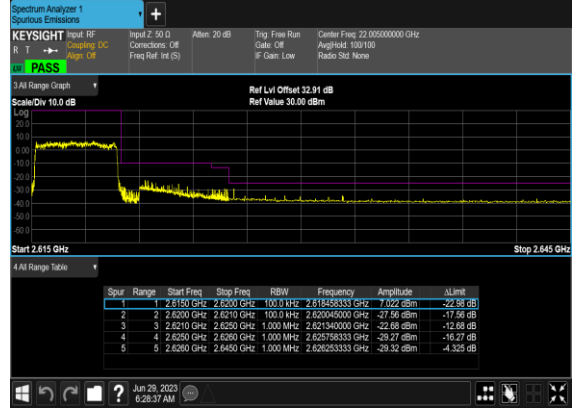 Spectrum Analyzer 1
Spurious Emissions
KEYSIGHT Input: RF Input Z: 50 Ω Atten: 20 dB Trig: Free Run Center Freq: 22.005000000 GHz
R T Coupling: DC Corrections: Off Gate: Off Avg|Hold: 100/100
Align: Off Freq Ref: Int (S) IF Gain: Low Radio Std: None
PASS
3 All Range Graph
Ref Lvl Offset 32.91 dB
Scale/Div 10.0 dB Ref Value 30.00 dBm
Log
20.0
10.0
0.00
-10.0
-20.0
-30.0
-40.0
-50.0
-60.0
Start 2.615 GHz Stop 2.645 GHz
4 All Range Table
Spur Range Start Freq Stop Freq RBW Frequency Amplitude ΔLimit
1 1 2.6150 GHz 2.6200 GHz 100.0 kHz 2.618458333 GHz 7.022 dBm -22.98 dB
2 2 2.6200 GHz 2.6210 GHz 100.0 kHz 2.620045000 GHz -27.56 dBm -17.56 dB
3 3 2.6210 GHz 2.6250 GHz 1.000 MHz 2.621340000 GHz -22.68 dBm -12.68 dB
4 4 2.6250 GHz 2.6260 GHz 1.000 MHz 2.625758333 GHz -29.27 dBm -16.27 dB
5 5 2.6260 GHz 2.6450 GHz 1.000 MHz 2.626253333 GHz -29.32 dBm -4.325 dB
Jun 29, 2023
6:28:37 AM